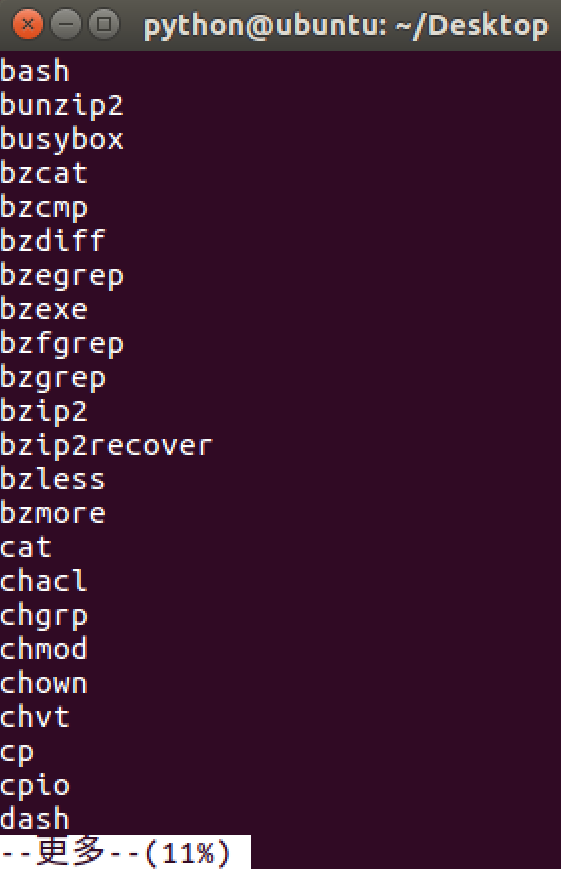 python@ubuntu: ~/Desktop
bash
bunzip2
busybox
bzcat
bzcmp
bzdiff
bzegrep
bzexe
bzfgrep
bzgrep
bzip2
bzip2recover
bzless
bzmore
cat
chacl
chgrp
chmod
chown
chvt
cp
cpio
dash
--更多--(11%)